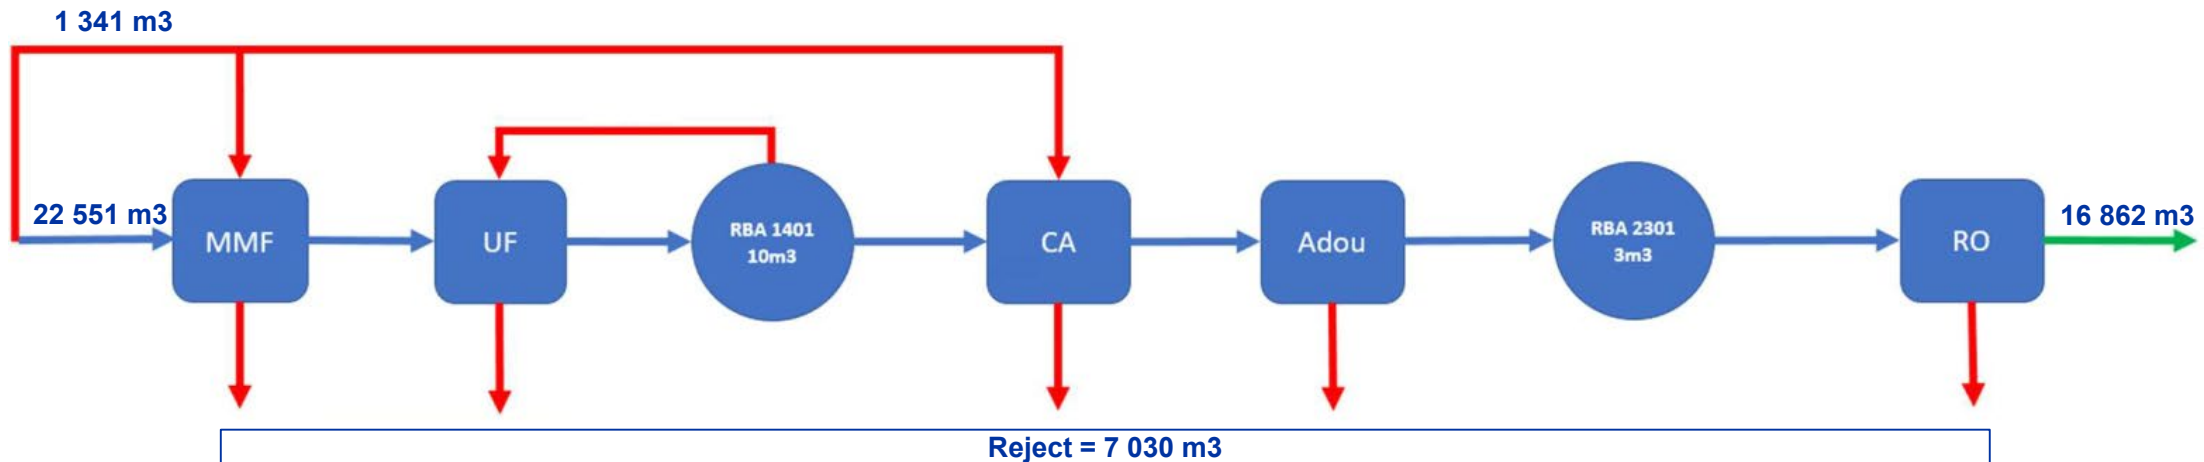 1 341 m3
22 551 m3
MMF
UF
RBA 1401
10m3
CA
Adou
RBA 2301
3m3
RO
16 862 m3
Reject = 7 030 m3